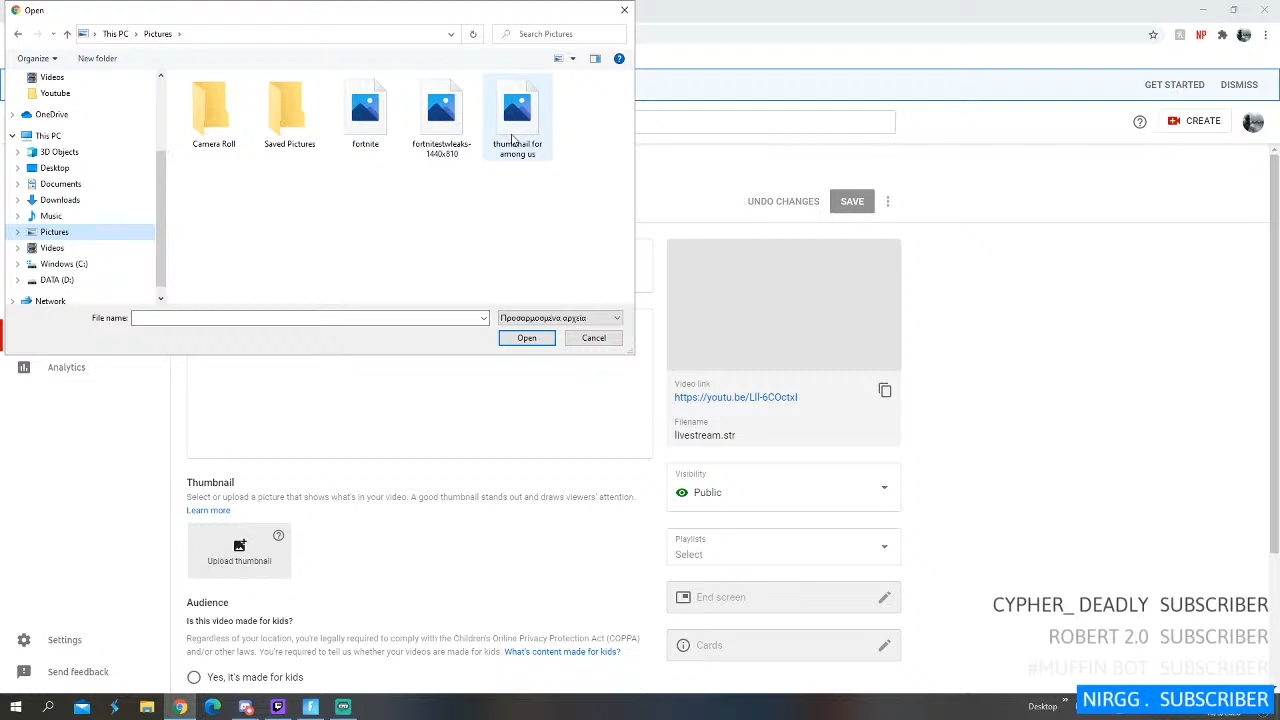 Open
This PC
Pictures
Search Pictures
Organize
New folder
Videos
Youtube
OneDrive
This PC
3D Objects
Desktop
Documents
Downloads
Music
Pictures
Videos
Windows (C:)
DATA (D:)
Network
Camera Roll
Saved Pictures
fortnite
fortnitestwleaks-
1440x810
thumbnail for
among us
File name:
Προσαρμοσμένα αρχεία
Open
Cancel
NP
GET STARTED
DISMISS
CREATE
UNDO CHANGES
SAVE
Analytics
Video link
https://youtu.be/LlI-6COctxI
Filename
livestream.str
Thumbnail
Select or upload a picture that shows what's in your video. A good thumbnail stands out and draws viewers' attention.
Learn more
Upload thumbnail
Visibility
Public
Playlists
Select
End screen
Cards
Audience
Is this video made for kids?
Regardless of your location, you're legally required to comply with the Children's Online Privacy Protection Act (COPPA)
and/or other laws. You're required to tell us whether your videos are made for kids. What's content made for kids?
Yes, it's made for kids
Settings
Send feedback
CYPHER_ DEADLY SUBSCRIBER
ROBERT 2.0 SUBSCRIBER
#MUFFIN BOT SUBSCRIBER
NIRGG . SUBSCRIBER
Desktop